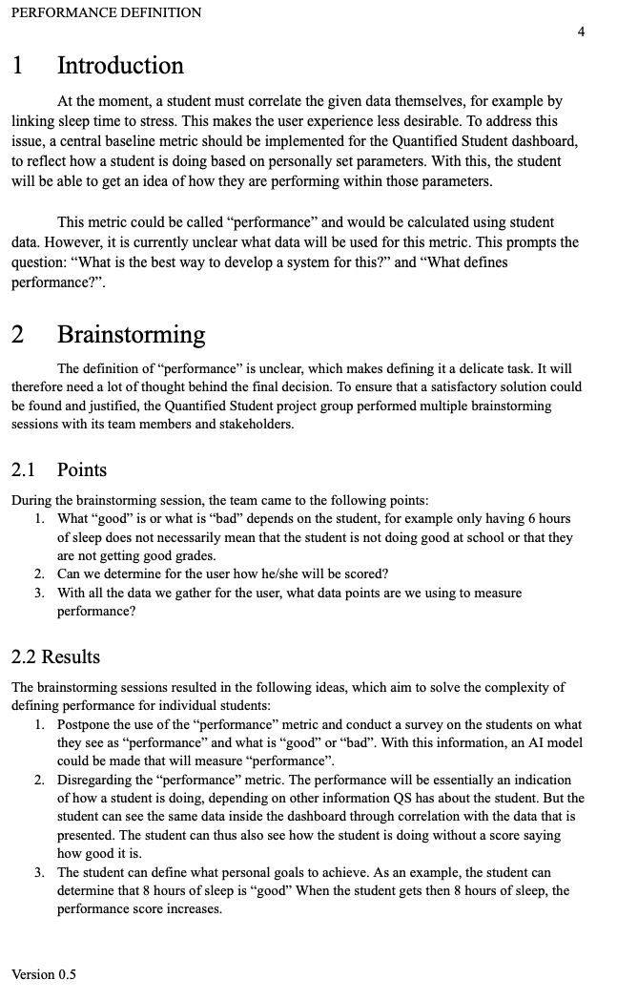 PERFORMANCE DEFINITION
4
1 Introduction
At the moment, a student must correlate the given data themselves, for example by
linking sleep time to stress. This makes the user experience less desirable. To address this
issue, a central baseline metric should be implemented for the Quantified Student dashboard,
to reflect how a student is doing based on personally set parameters. With this, the student
will be able to get an idea of how they are performing within those parameters.
This metric could be called “performance” and would be calculated using student
data. However, it is currently unclear what data will be used for this metric. This prompts the
question: “What is the best way to develop a system for this?” and “What defines
performance?”.
2 Brainstorming
The definition of “performance” is unclear, which makes defining it a delicate task. It will
therefore need a lot of thought behind the final decision. To ensure that a satisfactory solution could
be found and justified, the Quantified Student project group performed multiple brainstorming
sessions with its team members and stakeholders.
2.1 Points
During the brainstorming session, the team came to the following points:
1. What “good” is or what is “bad” depends on the student, for example only having 6 hours
of sleep does not necessarily mean that the student is not doing good at school or that they
are not getting good grades.
2. Can we determine for the user how he/she will be scored?
3. With all the data we gather for the user, what data points are we using to measure
performance?
2.2 Results
The brainstorming sessions resulted in the following ideas, which aim to solve the complexity of
defining performance for individual students:
1. Postpone the use of the “performance” metric and conduct a survey on the students on what
they see as “performance” and what is “good” or “bad”. With this information, an AI model
could be made that will measure “performance”.
2. Disregarding the “performance” metric. The performance will be essentially an indication
of how a student is doing, depending on other information QS has about the student. But the
student can see the same data inside the dashboard through correlation with the data that is
presented. The student can thus also see how the student is doing without a score saying
how good it is.
3. The student can define what personal goals to achieve. As an example, the student can
determine that 8 hours of sleep is “good” When the student gets then 8 hours of sleep, the
performance score increases.
Version 0.5